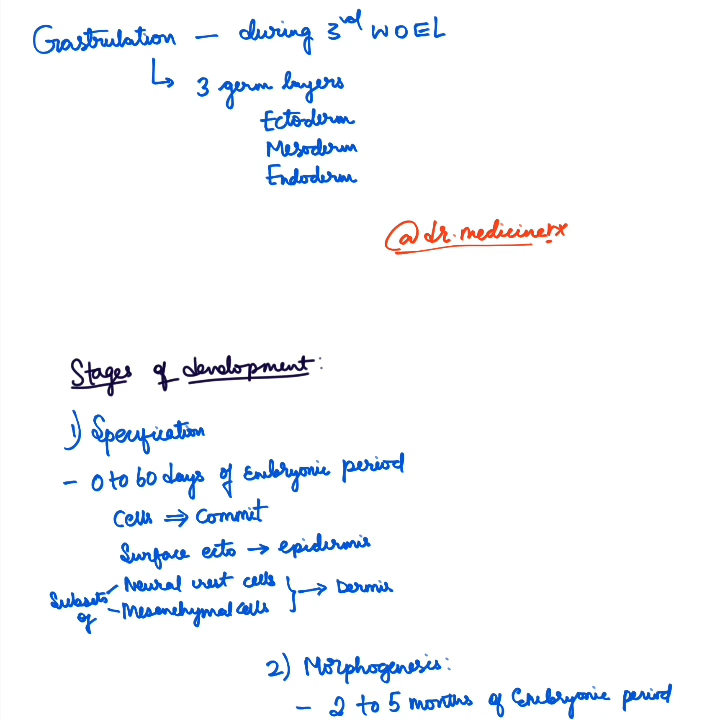 Gastrulation – during 3rd WOEL
↳ 3 germ layers
Ectoderm
Mesoderm
Endoderm
@dr.medicinerx
Stages of development:
1) Specification
- 0 to 60 days of Embryonic period
Cells ⇒ Commit
Surface ecto → epidermis
Subsets of - Neural crest cells
- Mesenchymal cells } → Dermis
2) Morphogenesis:
- 2 to 5 months of Embryonic period